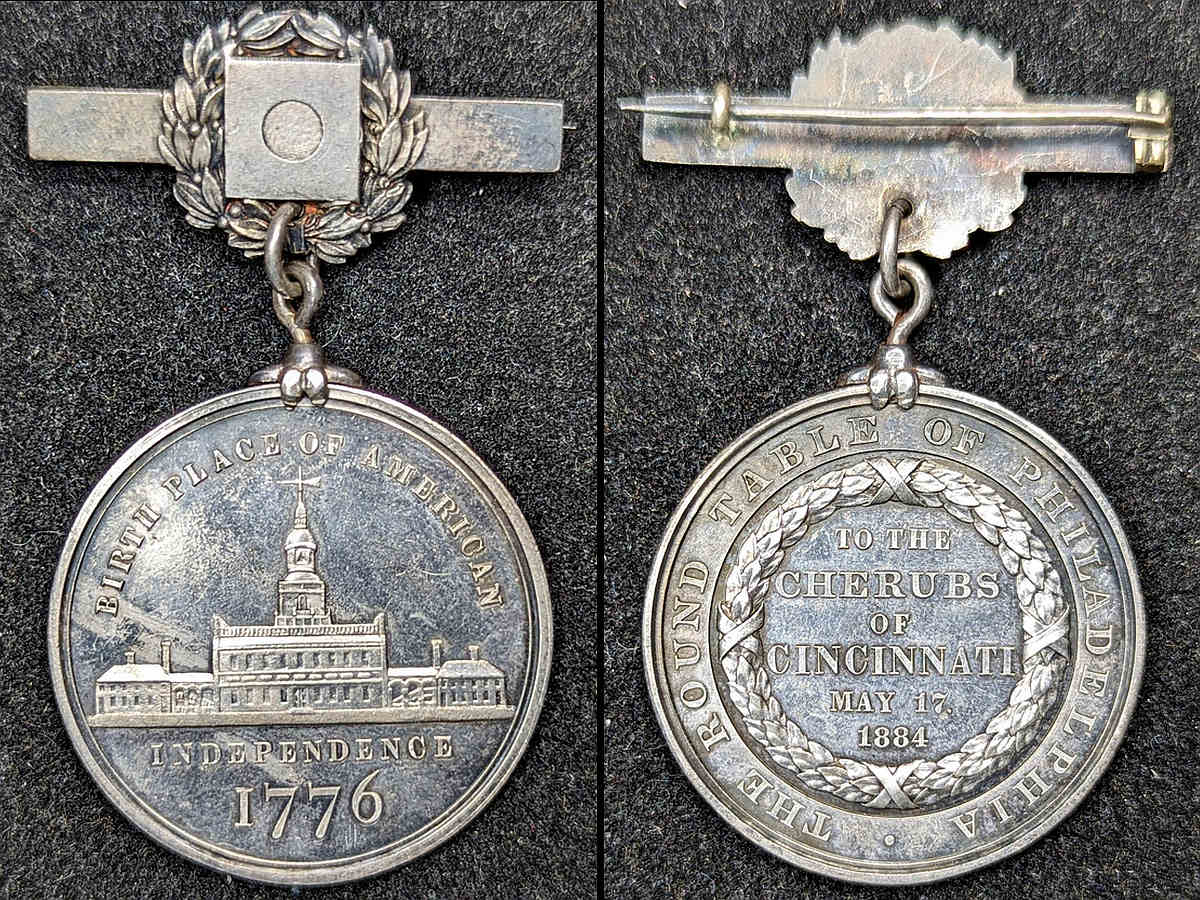 BIRTH PLACE OF AMERICAN
INDEPENDENCE
1776
THE ROUND TABLE OF PHILADELPHIA
TO THE
CHERUBS
OF
CINCINNATI
MAY 17.
1884